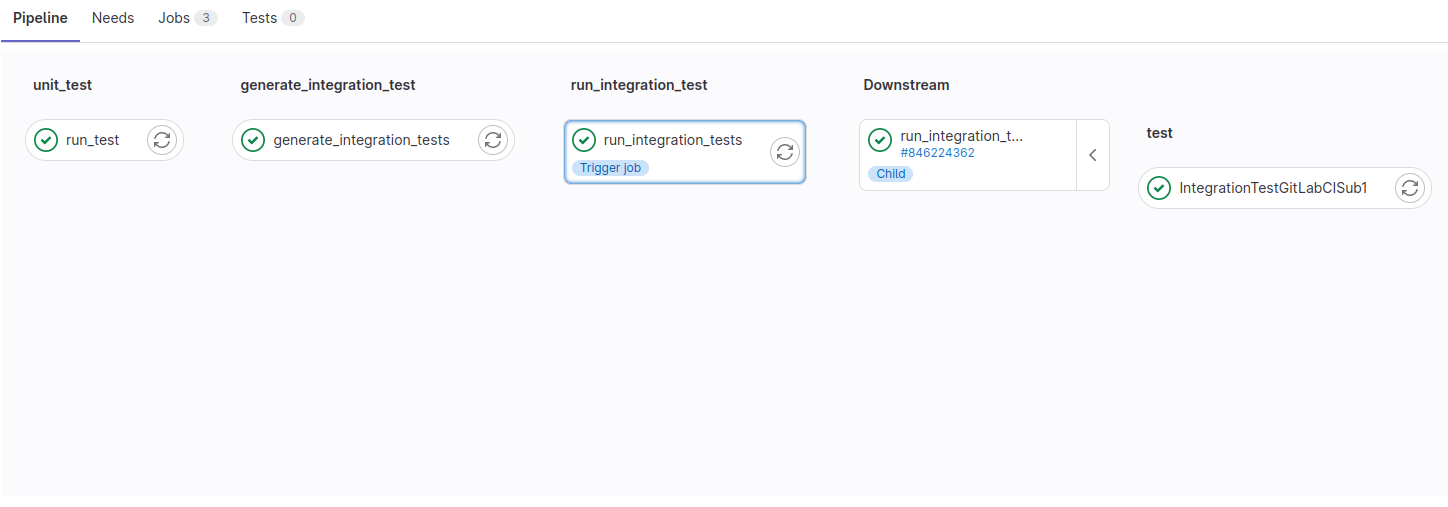 Pipeline Needs Jobs 3 Tests 0
unit_test generate_integration_test run_integration_test Downstream
test
run_test
generate_integration_tests
run_integration_tests
Trigger job
run_integration_t...
#846224362
Child
IntegrationTestGitLabCISub1